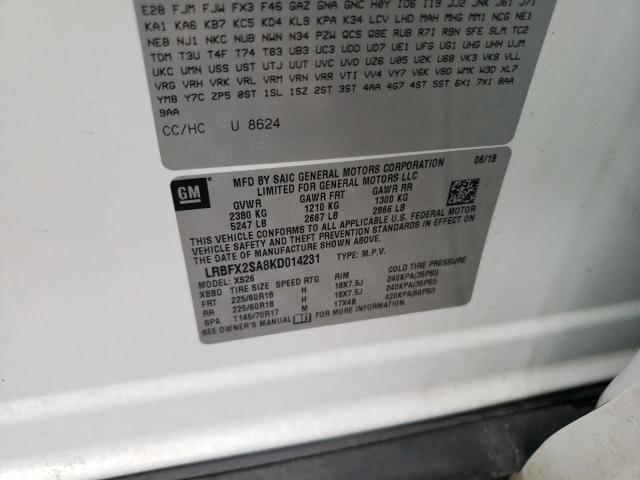 E28 FJM FJW FX3 F46 GAZ GNA GNC H0Y IO6 I19 JJ2 JNK J61 J71
KA1 KA6 KB7 KC5 KD4 KL9 KPA K34 LCV LHD MAH MHG MM1 NCG NE1
NE8 NJ1 NKC NUB NWN N34 PZW QCS Q8E RUB R7I R9N SFE SLM TC2
TDM T3U T4F T74 T83 UB3 UC3 UDD UD7 UE1 UFG UGI UHG UHH UJM
UKC UMN USS UST UTJ UUT UVC UVD UZ6 U05 U2K U68 VK3 VK8 VLL
VRG VRH VRK VRL VRM VRN VRR VTI VV4 VY7 V6K V8D WMK W3D XL7
YM8 Y7C ZP5 0ST 1SL 1SZ 2ST 3ST 4AA 4G7 4ST 5ST 6X1 7X1 8AA
9AA
CC/HC U 8624
GM
MFD BY SAIC GENERAL MOTORS CORPORATION 06/18
LIMITED FOR GENERAL MOTORS LLC
GVWR GAWR FRT GAWR RR
2380 KG 1210 KG 1300 KG
5247 LB 2667 LB 2866 LB
THIS VEHICLE CONFORMS TO ALL APPLICABLE U.S. FEDERAL MOTOR
VEHICLE SAFETY AND THEFT PREVENTION STANDARDS IN EFFECT ON
THE DATE OF MANUFACTURE SHOWN ABOVE.
LRBFX2SA8KD014231 TYPE: M.P.V.
MODEL: XS26
XBBD TIRE SIZE SPEED RTG RIM COLD TIRE PRESSURE
FRT 225/60R18 H 18X7.5J 240KPA(35PSI)
RR 225/60R18 H 18X7.5J 240KPA(35PSI)
SPA T145/70R17 M 17X4B 420KPA(60PSI)
SEE OWNER'S MANUAL